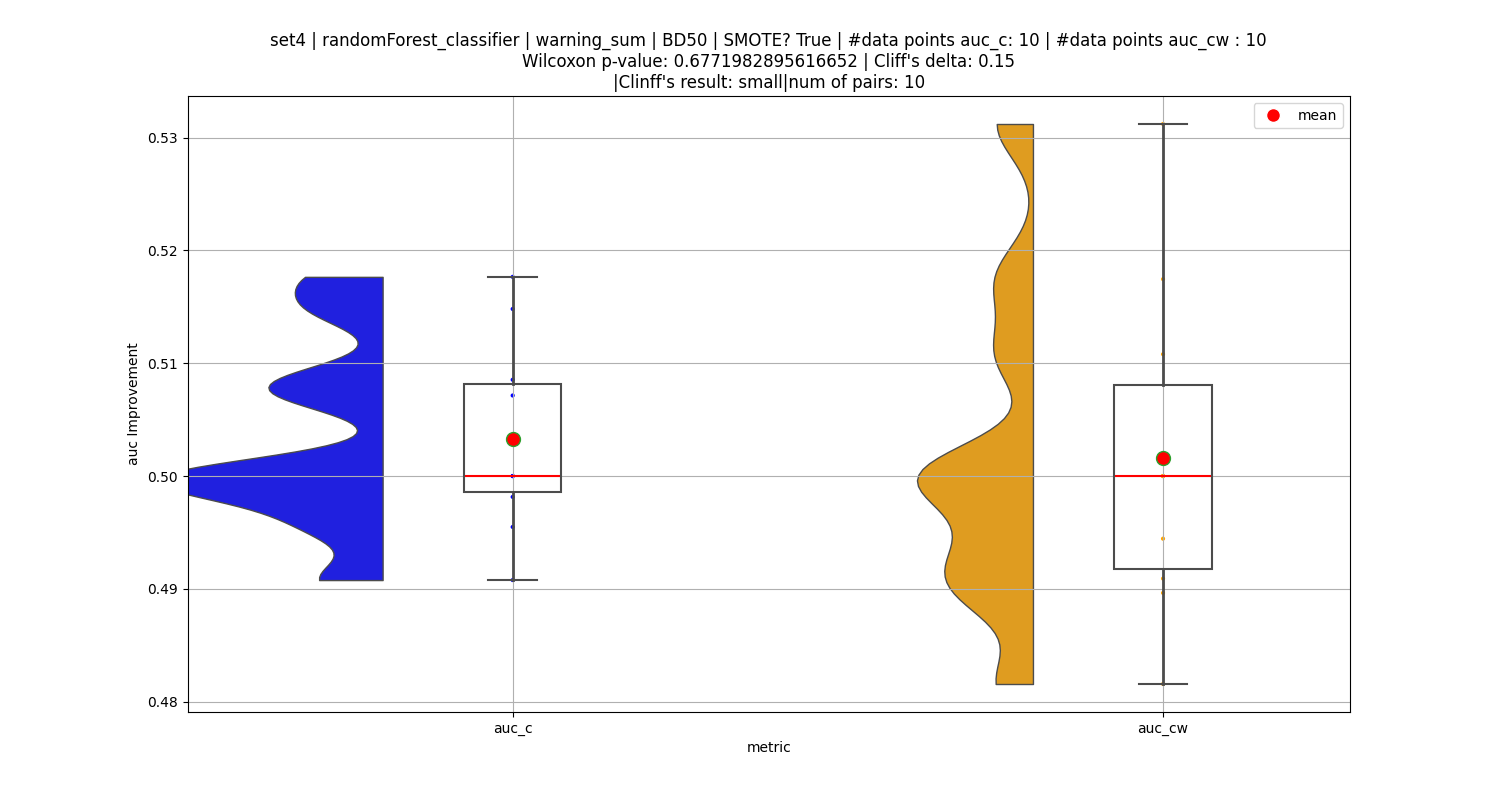 set4 | randomForest_classifier | warning_sum | BD50 | SMOTE? True | #data points auc_c: 10 | #data points auc_cw : 10
Wilcoxon p-value: 0.6771982895616652 | Cliff's delta: 0.15
|Clinff's result: small|num of pairs: 10
mean
0.53
0.52
0.51
0.50
0.49
0.48
auc Improvement
auc_c
auc_cw
metric